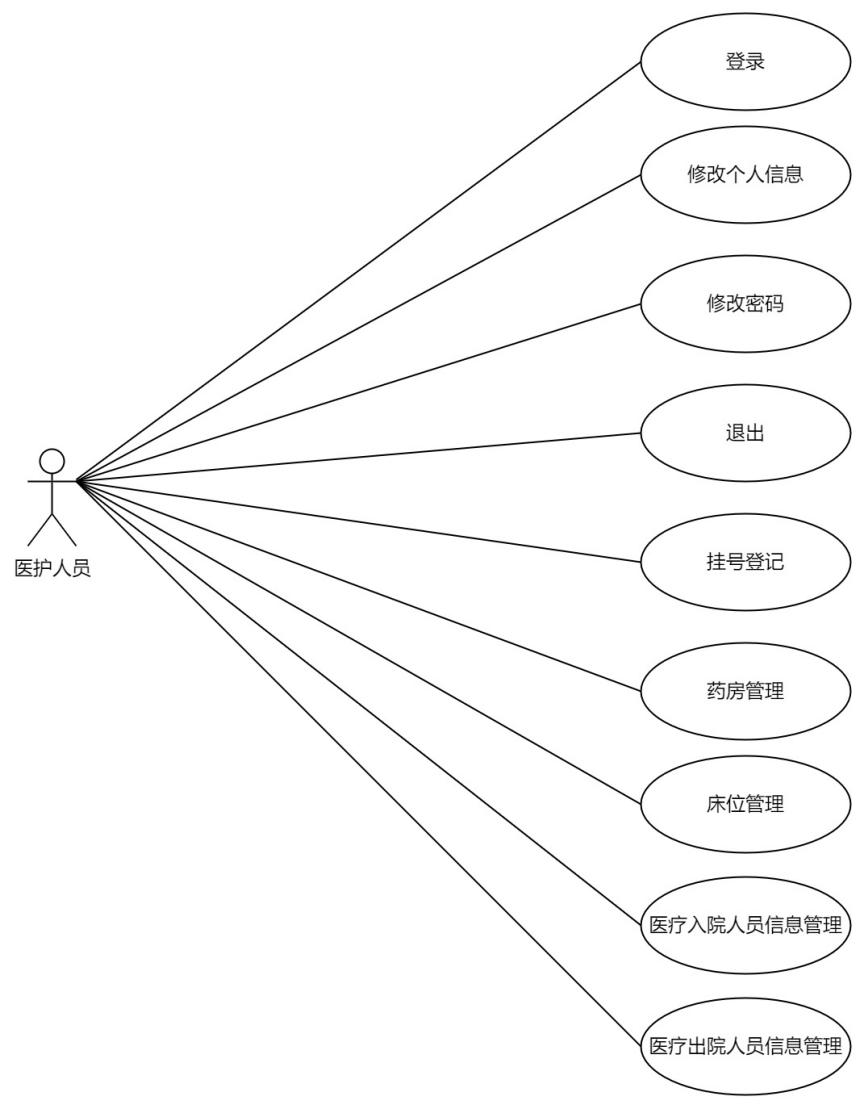 登录
修改个人信息
修改密码
退出
医护人员
挂号登记
药房管理
床位管理
医疗入院人员信息管理
医疗出院人员信息管理